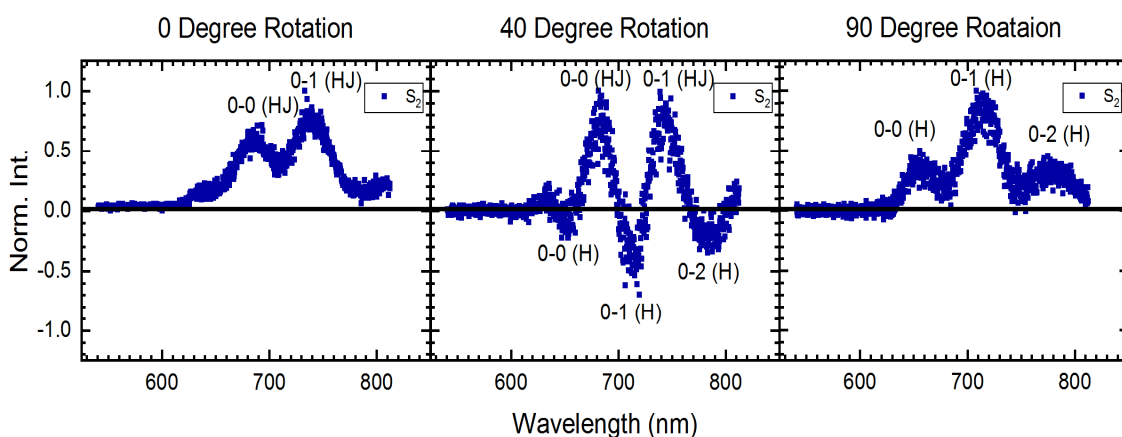 0 Degree Rotation
40 Degree Rotation
90 Degree Roataion
0-0 (HJ)
0-1 (HJ)
S2
0-0 (HJ)
0-1 (HJ)
0-0 (H)
0-1 (H)
0-2 (H)
S2
0-0 (H)
0-1 (H)
0-2 (H)
S2
1.0
0.5
0.0
-0.5
-1.0
Norm. Int.
600 700 800
600 700 800
600 700 800
Wavelength (nm)